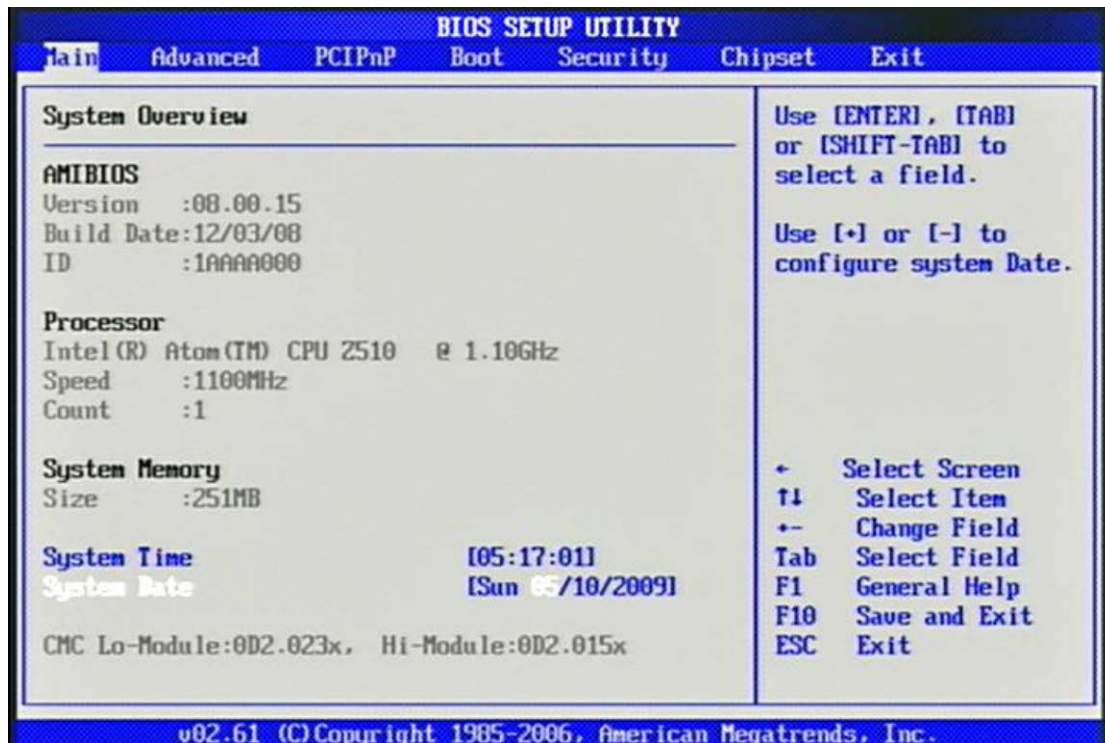 BIOS SETUP UTILITY
Main Advanced PCIPnP Boot Security Chipset Exit
System Overview
AMIBIOS
Version :08.00.15
Build Date:12/03/08
ID :1AAAA000
Processor
Intel(R) Atom(TM) CPU Z510 @ 1.10GHz
Speed :1100MHz
Count :1
System Memory
Size :251MB
System Time [05:17:01]
System Date [Sun 05/10/2009]
CMC Lo-Module:0D2.023x, Hi-Module:0D2.015x
Use [ENTER], [TAB]
or [SHIFT-TAB] to
select a field.
Use [+] or [-] to
configure system Date.
← Select Screen
↑↓ Select Item
+- Change Field
Tab Select Field
F1 General Help
F10 Save and Exit
ESC Exit
v02.61 (C)Copyright 1985-2006, American Megatrends, Inc.